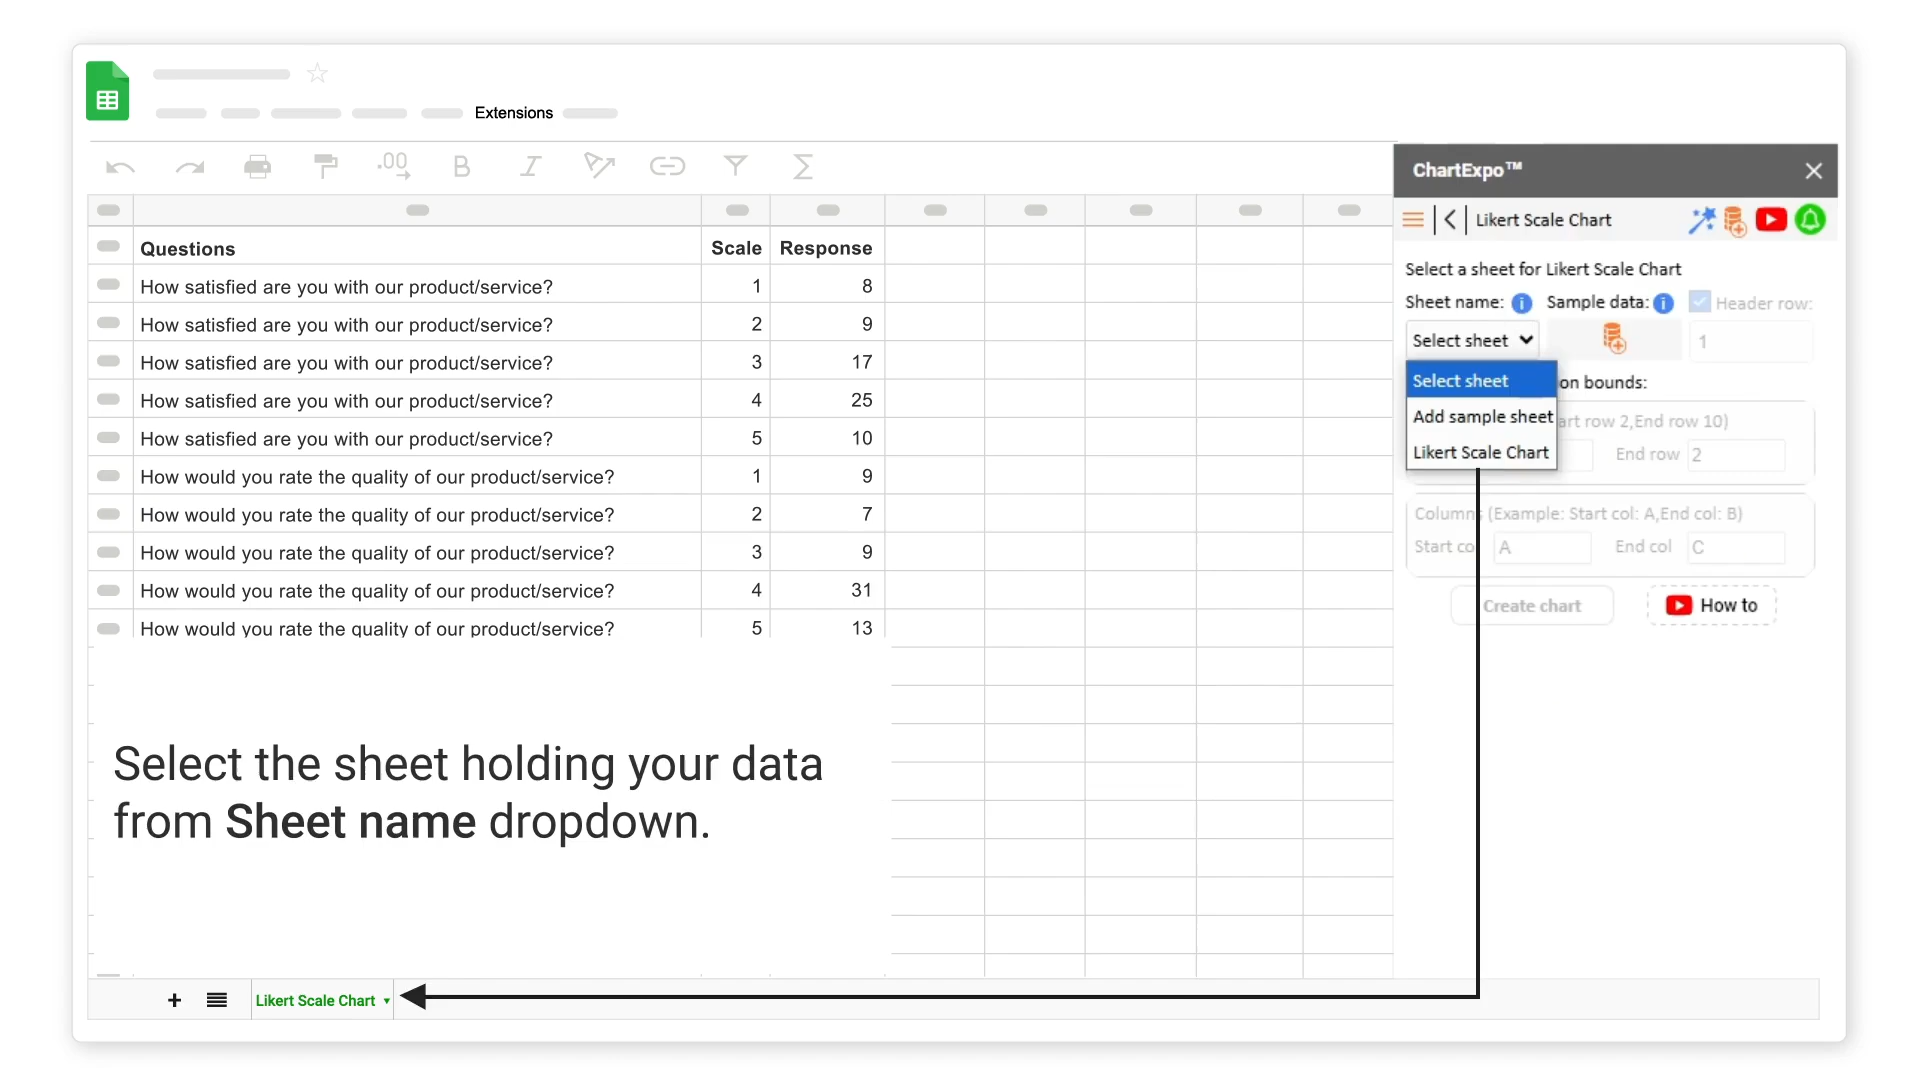 Extensions
.00
B
I
Questions Scale Response
How satisfied are you with our product/service? 1 8
How satisfied are you with our product/service? 2 9
How satisfied are you with our product/service? 3 17
How satisfied are you with our product/service? 4 25
How satisfied are you with our product/service? 5 10
How would you rate the quality of our product/service? 1 9
How would you rate the quality of our product/service? 2 7
How would you rate the quality of our product/service? 3 9
How would you rate the quality of our product/service? 4 31
How would you rate the quality of our product/service? 5 13
Select the sheet holding your data
from Sheet name dropdown.
+ Likert Scale Chart
ChartExpo™
Likert Scale Chart
Select a sheet for Likert Scale Chart
Sheet name: Sample data: Header row:
Select sheet 1
Select sheet on bounds:
Add sample sheet art row 2,End row 10)
Likert Scale Chart End row 2
Column (Example: Start col: A,End col: B)
Start co A End col C
Create chart How to